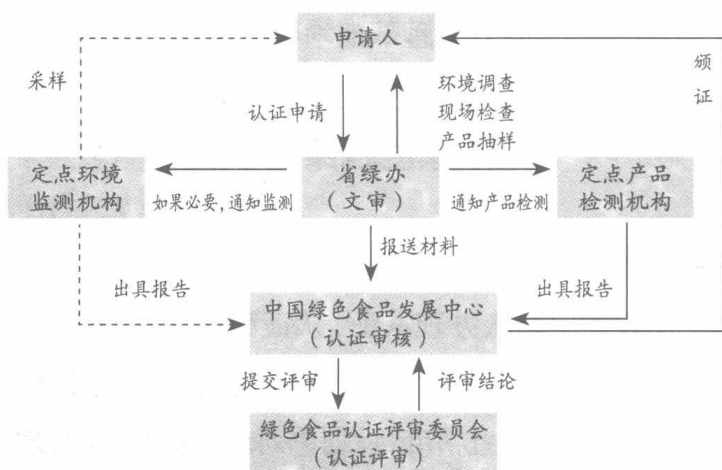 申请人
采样
认证申请
环境调查
现场检查
产品抽样
颁
证
定点环境
监测机构
如果必要,通知监测
省绿办
(文审)
通知产品检测
定点产品
检测机构
报送材料
出具报告
出具报告
中国绿色食品发展中心
(认证审核)
提交评审
评审结论
绿色食品认证评审委员会
(认证评审)